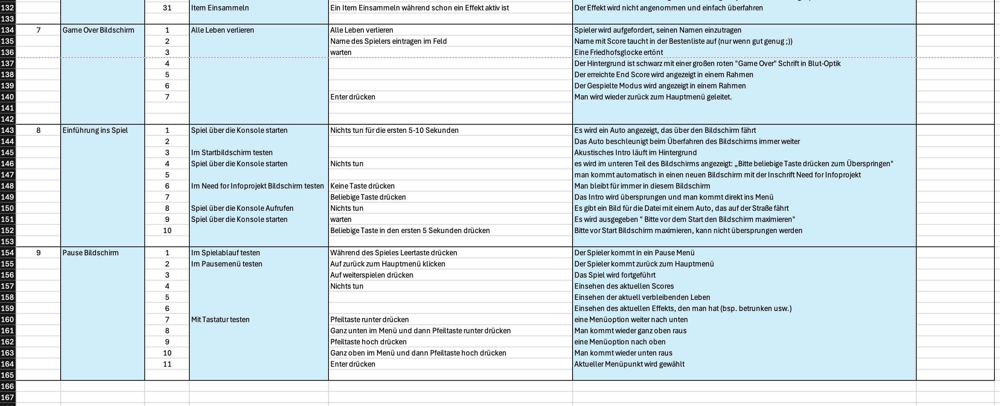 132 31 Item Einsammeln Ein Item Einsammeln während schon ein Effekt aktiv ist Der Effekt wird nicht angenommen und einfach überfahren
133
134 7 Game Over Bildschirm 1 Alle Leben verlieren Alle Leben verlieren Spieler wird aufgefordert, seinen Namen einzutragen
135 2 Name des Spielers eintragen im Feld Name mit Score taucht in der Bestenliste auf (nur wenn gut genug ;))
136 3 warten Eine Friedhofsglocke ertönt
137 4 Der Hintergrund ist schwarz mit einer großen roten "Game Over" Schrift in Blut-Optik
138 5 Der erreichte End Score wird angezeigt in einem Rahmen
139 6 Der Gespielte Modus wird angezeigt in einem Rahmen
140 7 Enter drücken Man wird wieder zurück zum Hauptmenü geleitet.
141
142
143 8 Einführung ins Spiel 1 Spiel über die Konsole starten Nichts tun für die ersten 5-10 Sekunden Es wird ein Auto angezeigt, das über den Bildschirm fährt
144 2 Das Auto beschleunigt beim Überfahren des Bildschirms immer weiter
145 3 Im Startbildschirm testen Akustisches Intro läuft im Hintergrund
146 4 Spiel über die Konsole starten Nichts tun es wird im unteren Teil des Bildschirms angezeigt: „Bitte beliebige Taste drücken zum Überspringen"
147 5 man kommt automatisch in einen neuen Bildschirm mit der Inschrift Need for Infoprojekt
148 6 Im Need for Infoprojekt Bildschirm testen Keine Taste drücken Man bleibt für immer in diesem Bildschirm
149 7 Beliebige Taste drücken Das Intro wird übersprungen und man kommt direkt ins Menü
150 8 Spiel über die Konsole Aufrufen Nichts tun Es gibt ein Bild für die Datei mit einem Auto, das auf der Straße fährt
151 9 Spiel über die Konsole starten warten Es wird ausgegeben " Bitte vor dem Start den Bildschirm maximieren"
152 10 Beliebige Taste in den ersten 5 Sekunden drücken Bitte vor Start Bildschirm maximieren, kann nicht übersprungen werden
153
154 9 Pause Bildschirm 1 Im Spielablauf testen Während des Spieles Leertaste drücken Der Spieler kommt in ein Pause Menü
155 2 Im Pausemenü testen Auf zurück zum Hauptmenü klicken Der Spieler kommt zurück zum Hauptmenü
156 3 Auf weiterspielen drücken Das Spiel wird fortgeführt
157 4 Nichts tun Einsehen des aktuellen Scores
158 5 Einsehen der aktuell verbleibenden Leben
159 6 Einsehen des aktuellen Effekts, den man hat (bsp. betrunken usw.)
160 7 Mit Tastatur testen Pfeiltaste runter drücken eine Menüoption weiter nach unten
161 8 Ganz unten im Menü und dann Pfeiltaste runter drücken Man kommt wieder ganz oben raus
162 9 Pfeiltaste hoch drücken eine Menüoption nach oben
163 10 Ganz oben im Menü und dann Pfeiltaste hoch drücken Man kommt wieder unten raus
164 11 Enter drücken Aktueller Menüpunkt wird gewählt
165
166
167